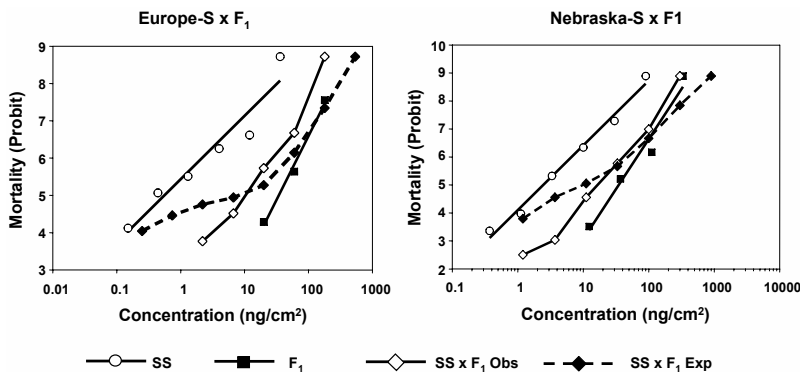 Europe-S x F1
Nebraska-S x F1
Mortality (Probit)
9
8
7
6
5
4
3
0.01 0.1 1 10 100 1000
Concentration (ng/cm²)
Mortality (Probit)
10
9
8
7
6
5
4
3
2
0.1 1 10 100 1000 10000
Concentration (ng/cm²)
SS F1 SS x F1 Obs SS x F1 Exp